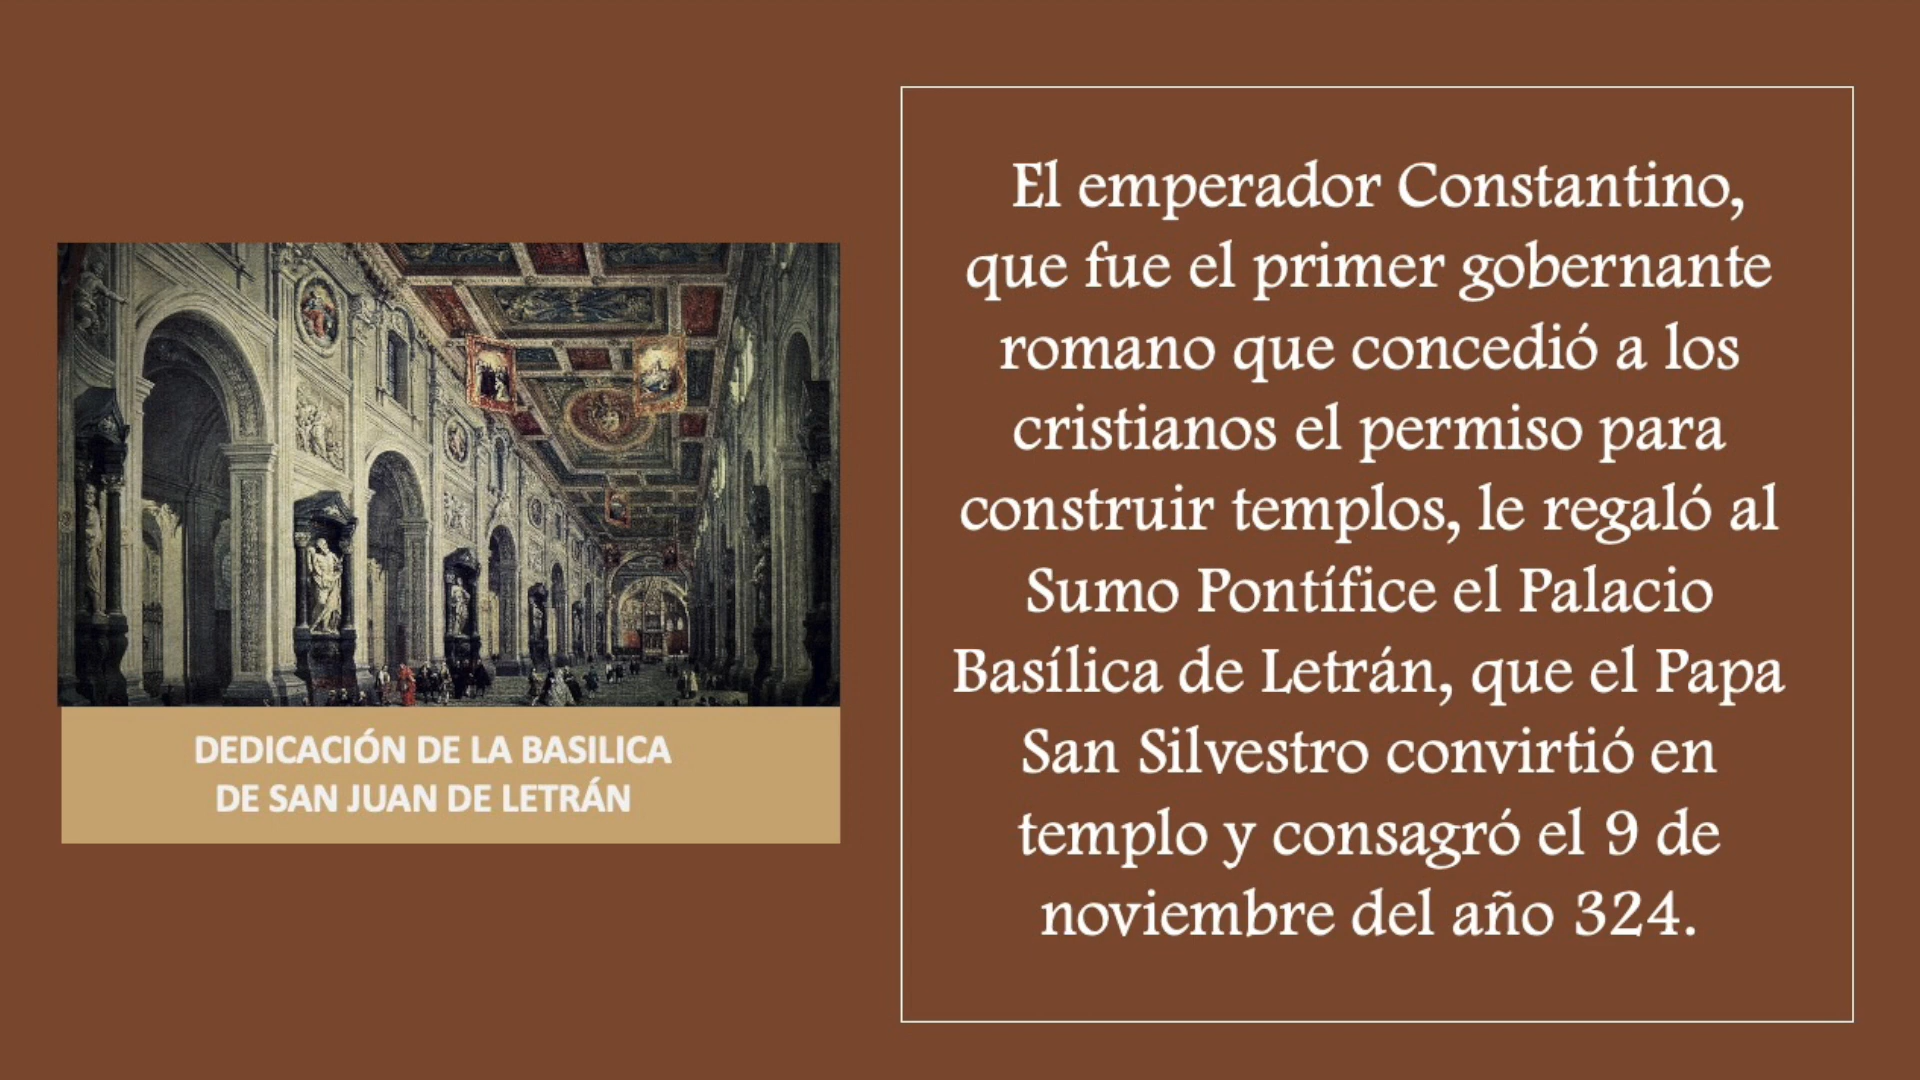 DEDICACIÓN DE LA BASILICA
DE SAN JUAN DE LETRÁN
El emperador Constantino,
que fue el primer gobernante
romano que concedió a los
cristianos el permiso para
construir templos, le regaló al
Sumo Pontífice el Palacio
Basílica de Letrán, que el Papa
San Silvestro convirtió en
templo y consagró el 9 de
noviembre del año 324.